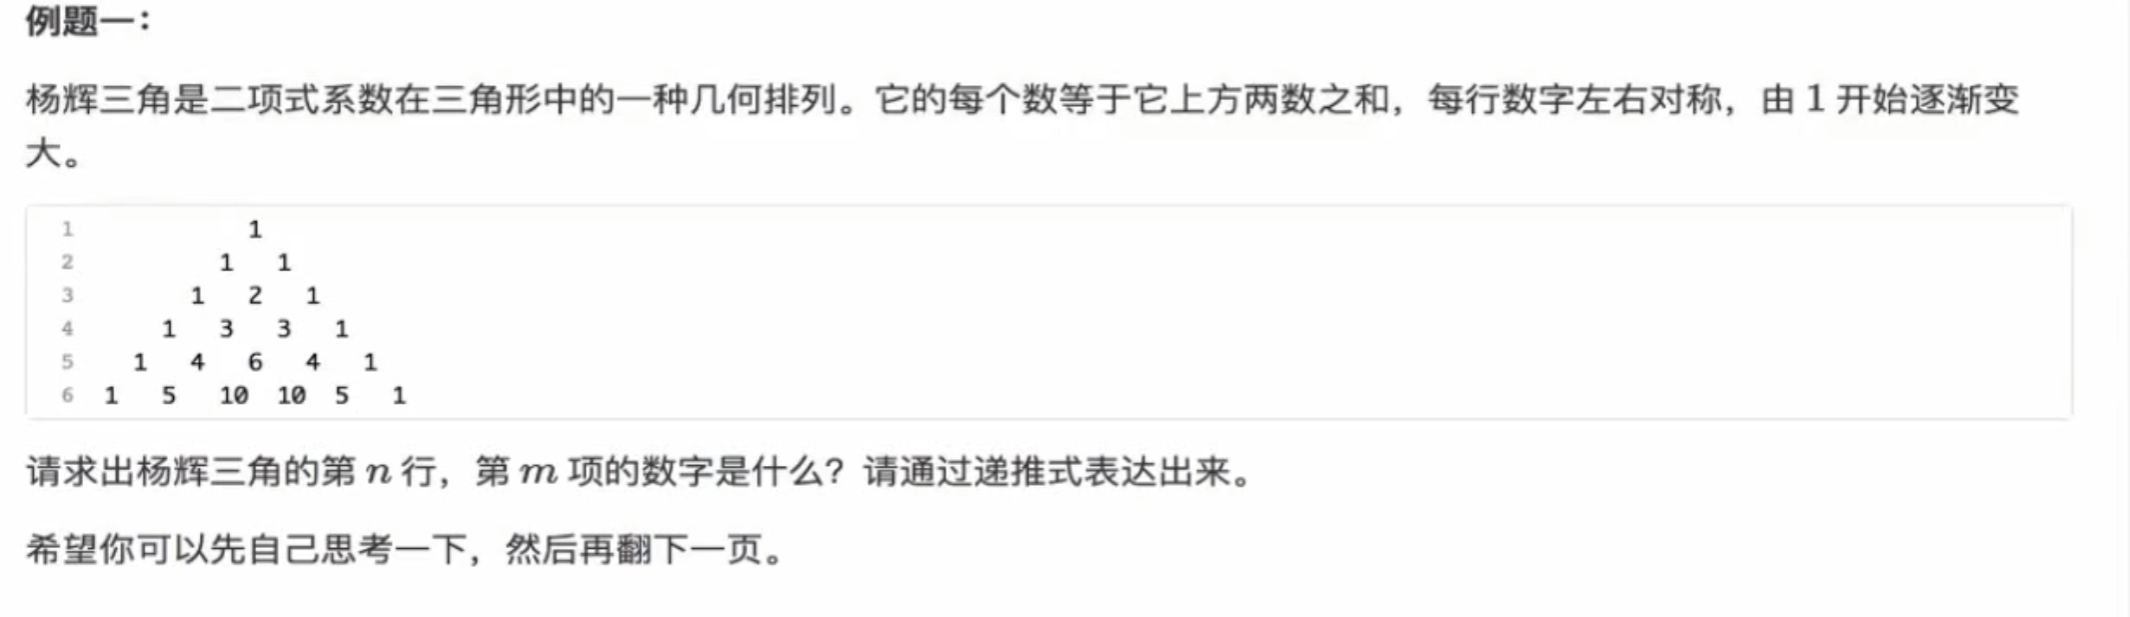 例题一：
杨辉三角是二项式系数在三角形中的一种几何排列。它的每个数等于它上方两数之和，每行数字左右对称，由 1 开始逐渐变
大。
1 1
2 1 1
3 1 2 1
4 1 3 3 1
5 1 4 6 4 1
6 1 5 10 10 5 1
请求出杨辉三角的第 n 行，第 m 项的数字是什么？请通过递推式表达出来。
希望你可以先自己思考一下，然后再翻下一页。